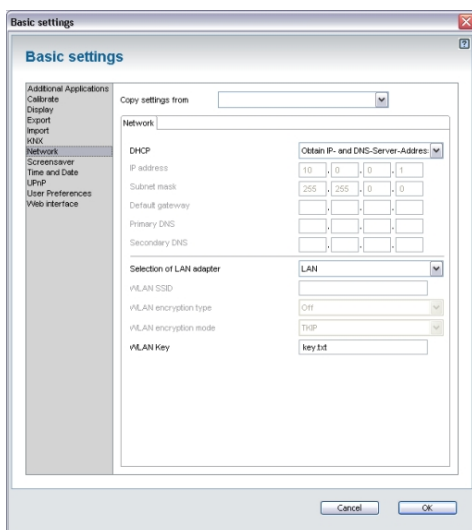 Basic settings
?
Basic settings
Additional Applications
Calibrate
Display
Export
Import
KNX
Network
Screensaver
Time and Date
UPnP
User Preferences
Web interface
Copy settings from
Network
DHCP Obtain IP- and DNS-Server-Address
IP address 10 . 0 . 0 . 1
Subnet mask 255 . 255 . 0 . 0
Default gateway . . .
Primary DNS . . .
Secondary DNS . . .
Selection of LAN adapter LAN
WLAN SSID
WLAN encryption type Off
WLAN encryption mode TKIP
WLAN Key key.txt
Cancel OK